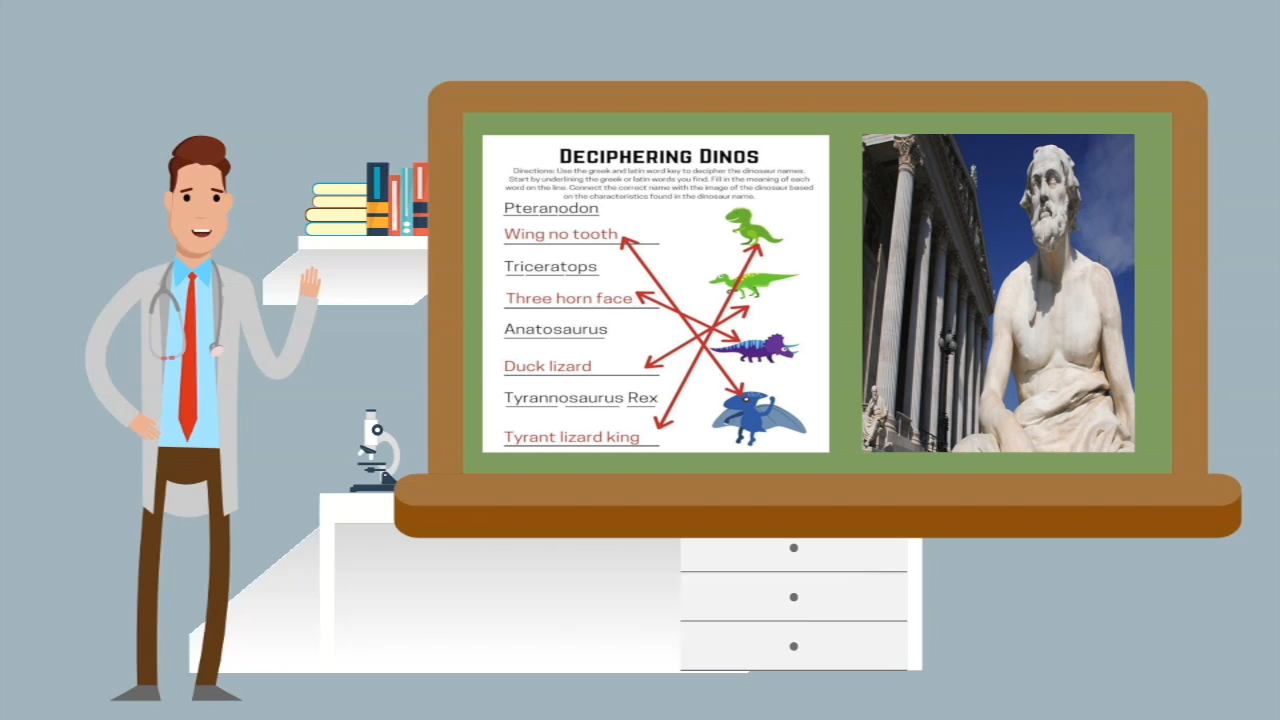 DECIPHERING DINOS
Directions: Use the greek and latin word key to decipher the dinosaur names.
Start by underlining the greek or latin words you find. Fill in the meaning of each
word on the line. Connect the correct name with the image of the dinosaur based
on the characteristics found in the dinosaur name.
Pteranodon
Wing no tooth
Triceratops
Three horn face
Anatosaurus
Duck lizard
Tyrannosaurus Rex
Tyrant lizard king